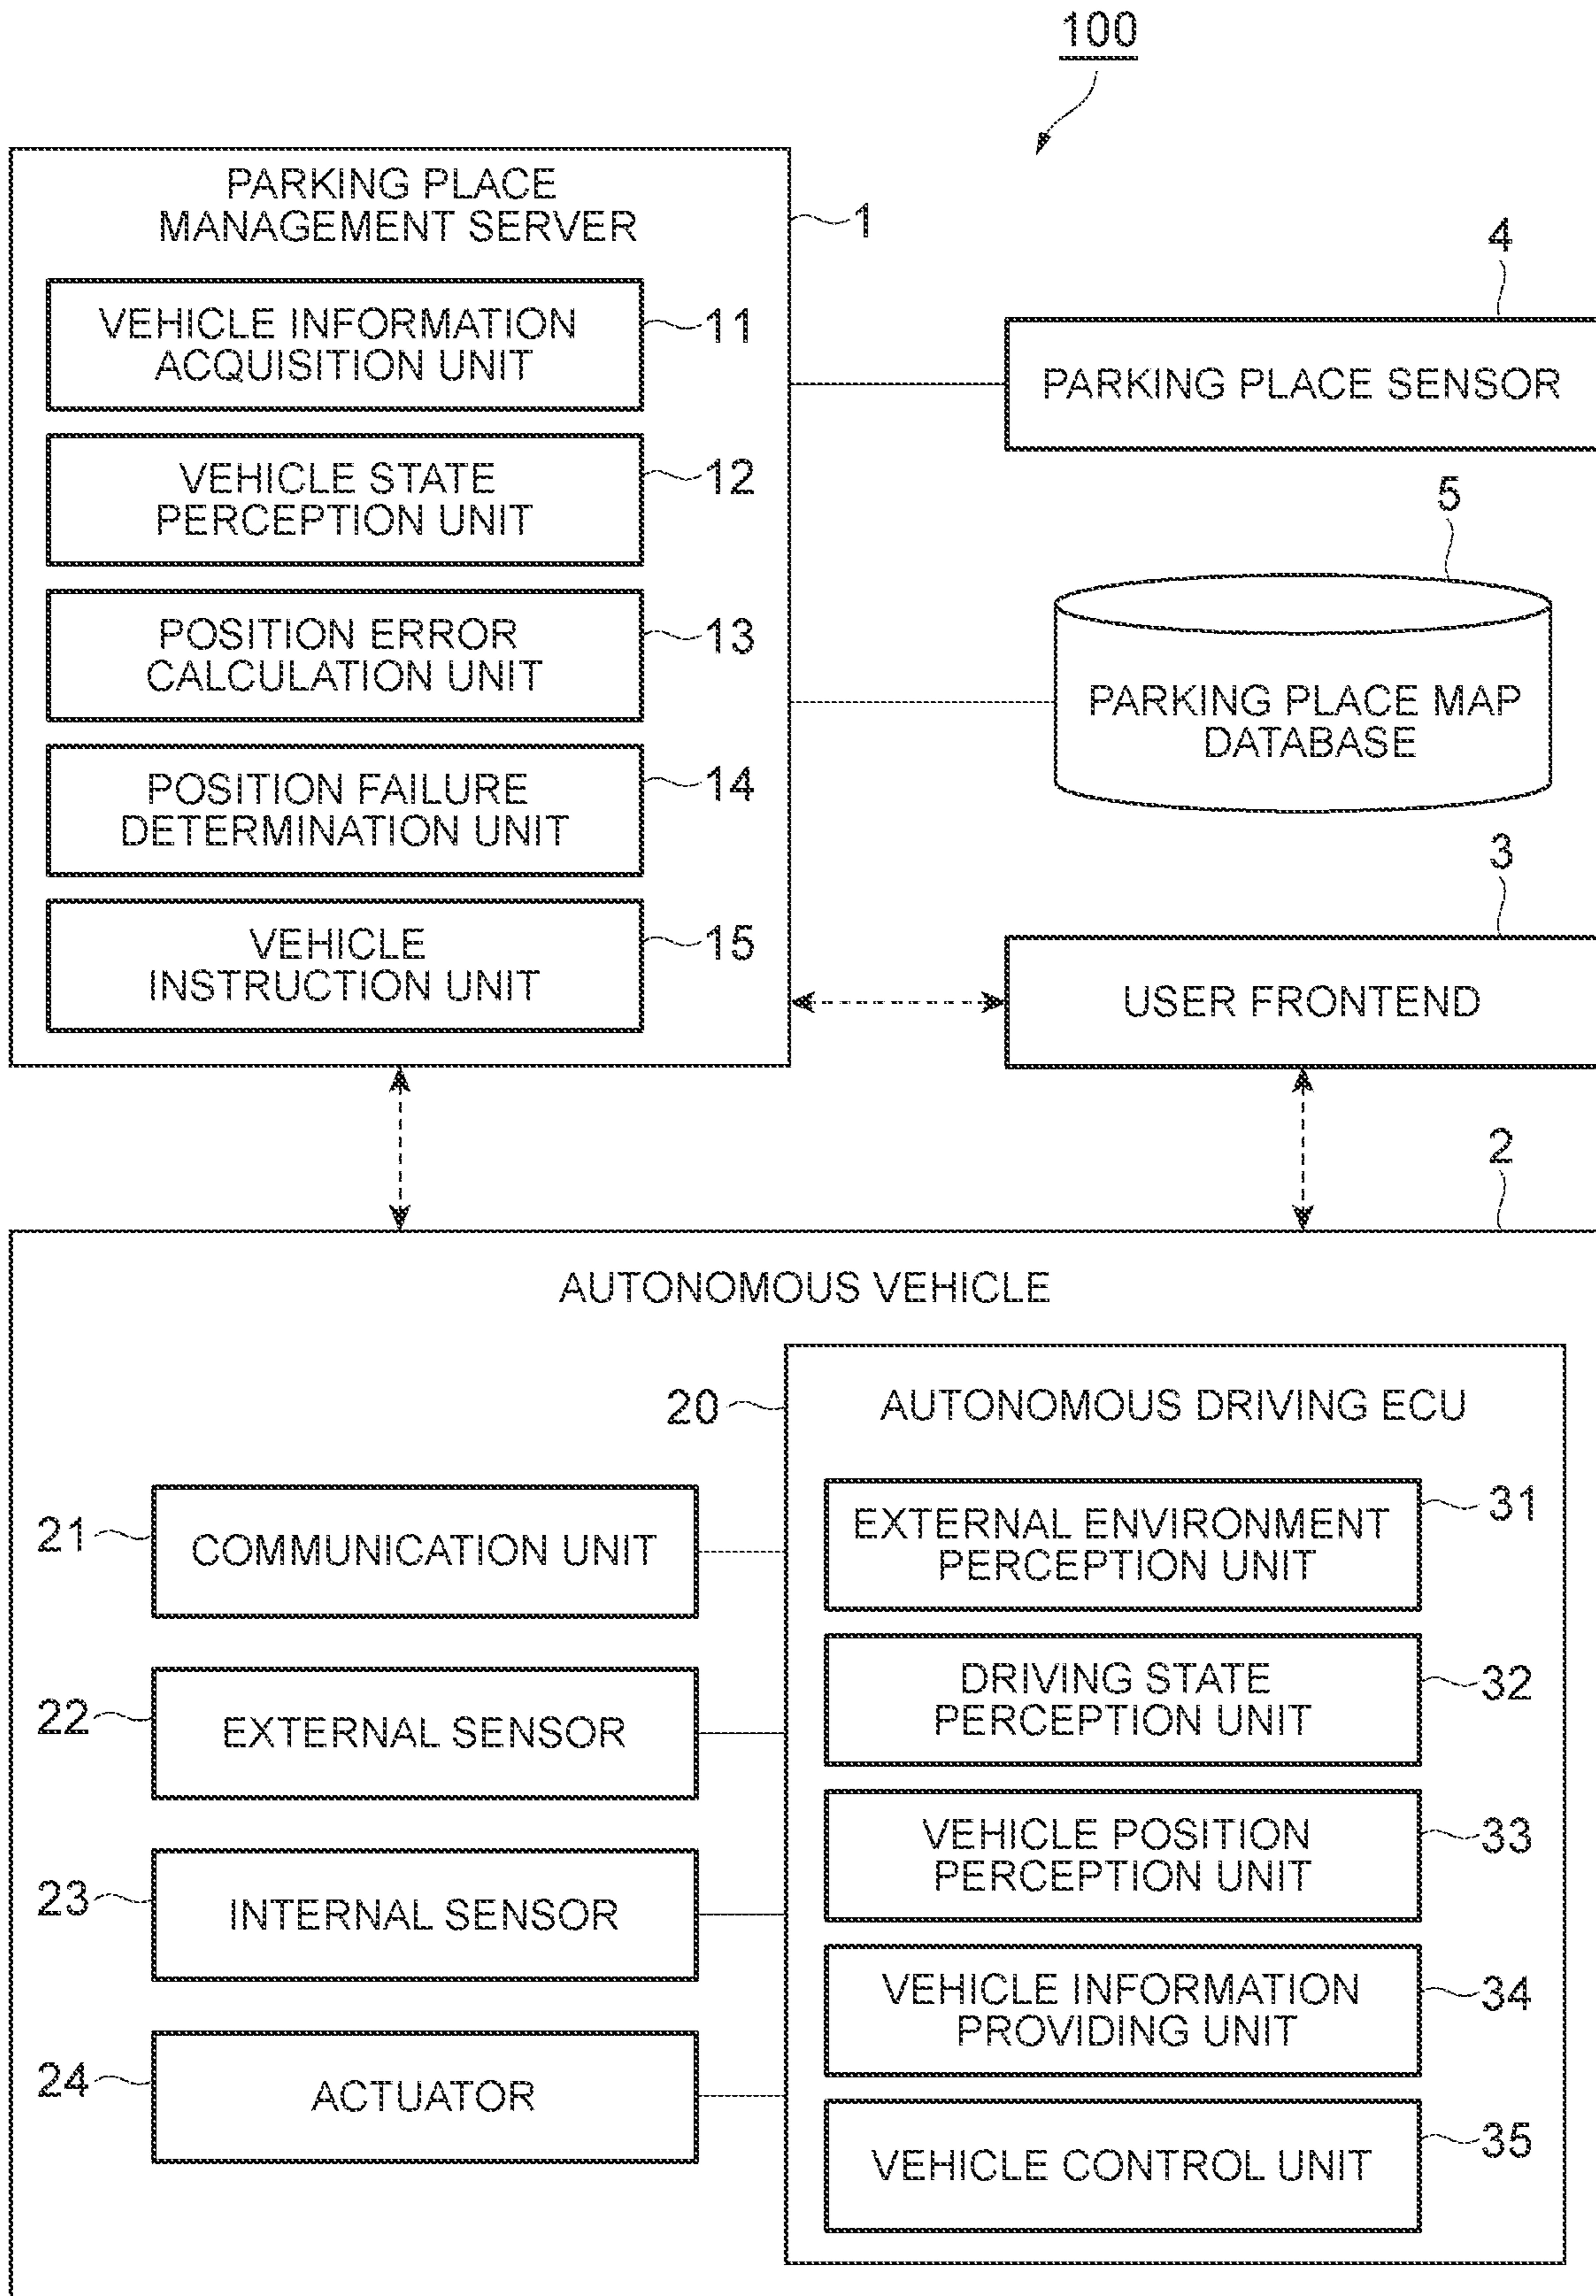 100
PARKING PLACE
MANAGEMENT SERVER
1
VEHICLE INFORMATION
ACQUISITION UNIT
11
VEHICLE STATE
PERCEPTION UNIT
12
POSITION ERROR
CALCULATION UNIT
13
POSITION FAILURE
DETERMINATION UNIT
14
VEHICLE
INSTRUCTION UNIT
15
4
PARKING PLACE SENSOR
5
PARKING PLACE MAP
DATABASE
3
USER FRONTEND
2
AUTONOMOUS VEHICLE
20
AUTONOMOUS DRIVING ECU
21
COMMUNICATION UNIT
22
EXTERNAL SENSOR
23
INTERNAL SENSOR
24
ACTUATOR
EXTERNAL ENVIRONMENT
PERCEPTION UNIT
31
DRIVING STATE
PERCEPTION UNIT
32
VEHICLE POSITION
PERCEPTION UNIT
33
VEHICLE INFORMATION
PROVIDING UNIT
34
VEHICLE CONTROL UNIT
35